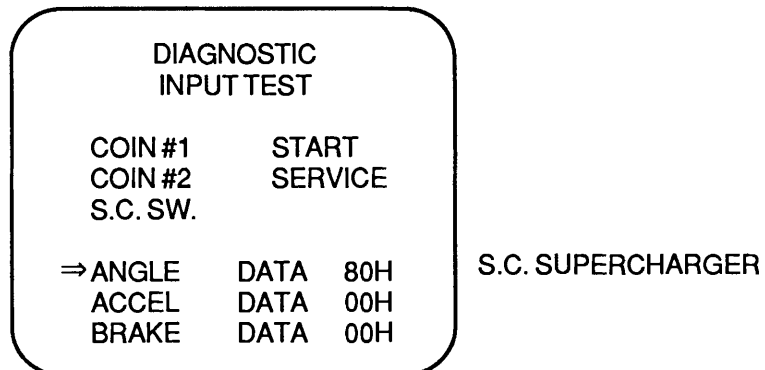 DIAGNOSTIC
INPUT TEST
COIN #1 START
COIN #2 SERVICE
S.C. SW.
⇒ANGLE DATA 80H
ACCEL DATA 00H
BRAKE DATA 00H
S.C. SUPERCHARGER